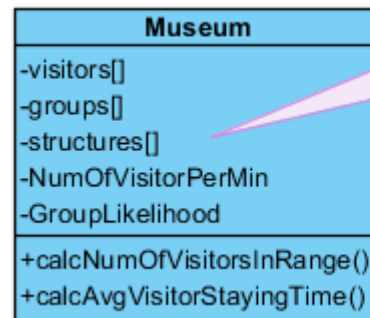 Museum
-visitors[]
-groups[]
-structures[]
-NumOfVisitorPerMin
-GroupLikelihood
+calcNumOfVisitorsInRange()
+calcAvgVisitorStayingTime()